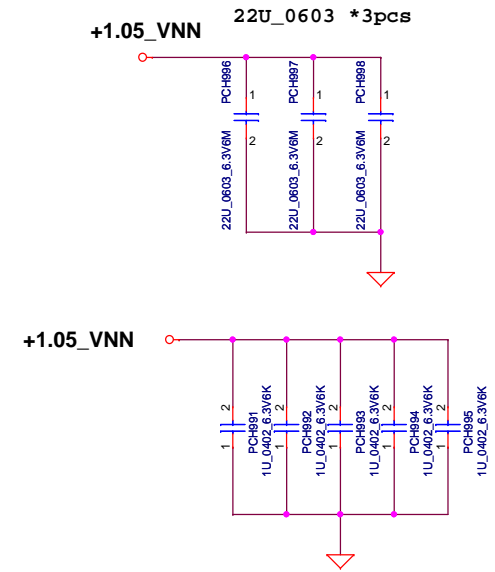 22U_0603 *3pcs
+1.05_VNN
PCH996
PCH997
PCH998
1
1
1
2
2
2
22U_0603_6.3V6M
22U_0603_6.3V6M
22U_0603_6.3V6M
+1.05_VNN
2
2
2
2
2
1
1
1
1
1
PCH991
1U_0402_6.3V6K
PCH992
1U_0402_6.3V6K
PCH993
1U_0402_6.3V6K
PCH994
1U_0402_6.3V6K
PCH995
1U_0402_6.3V6K